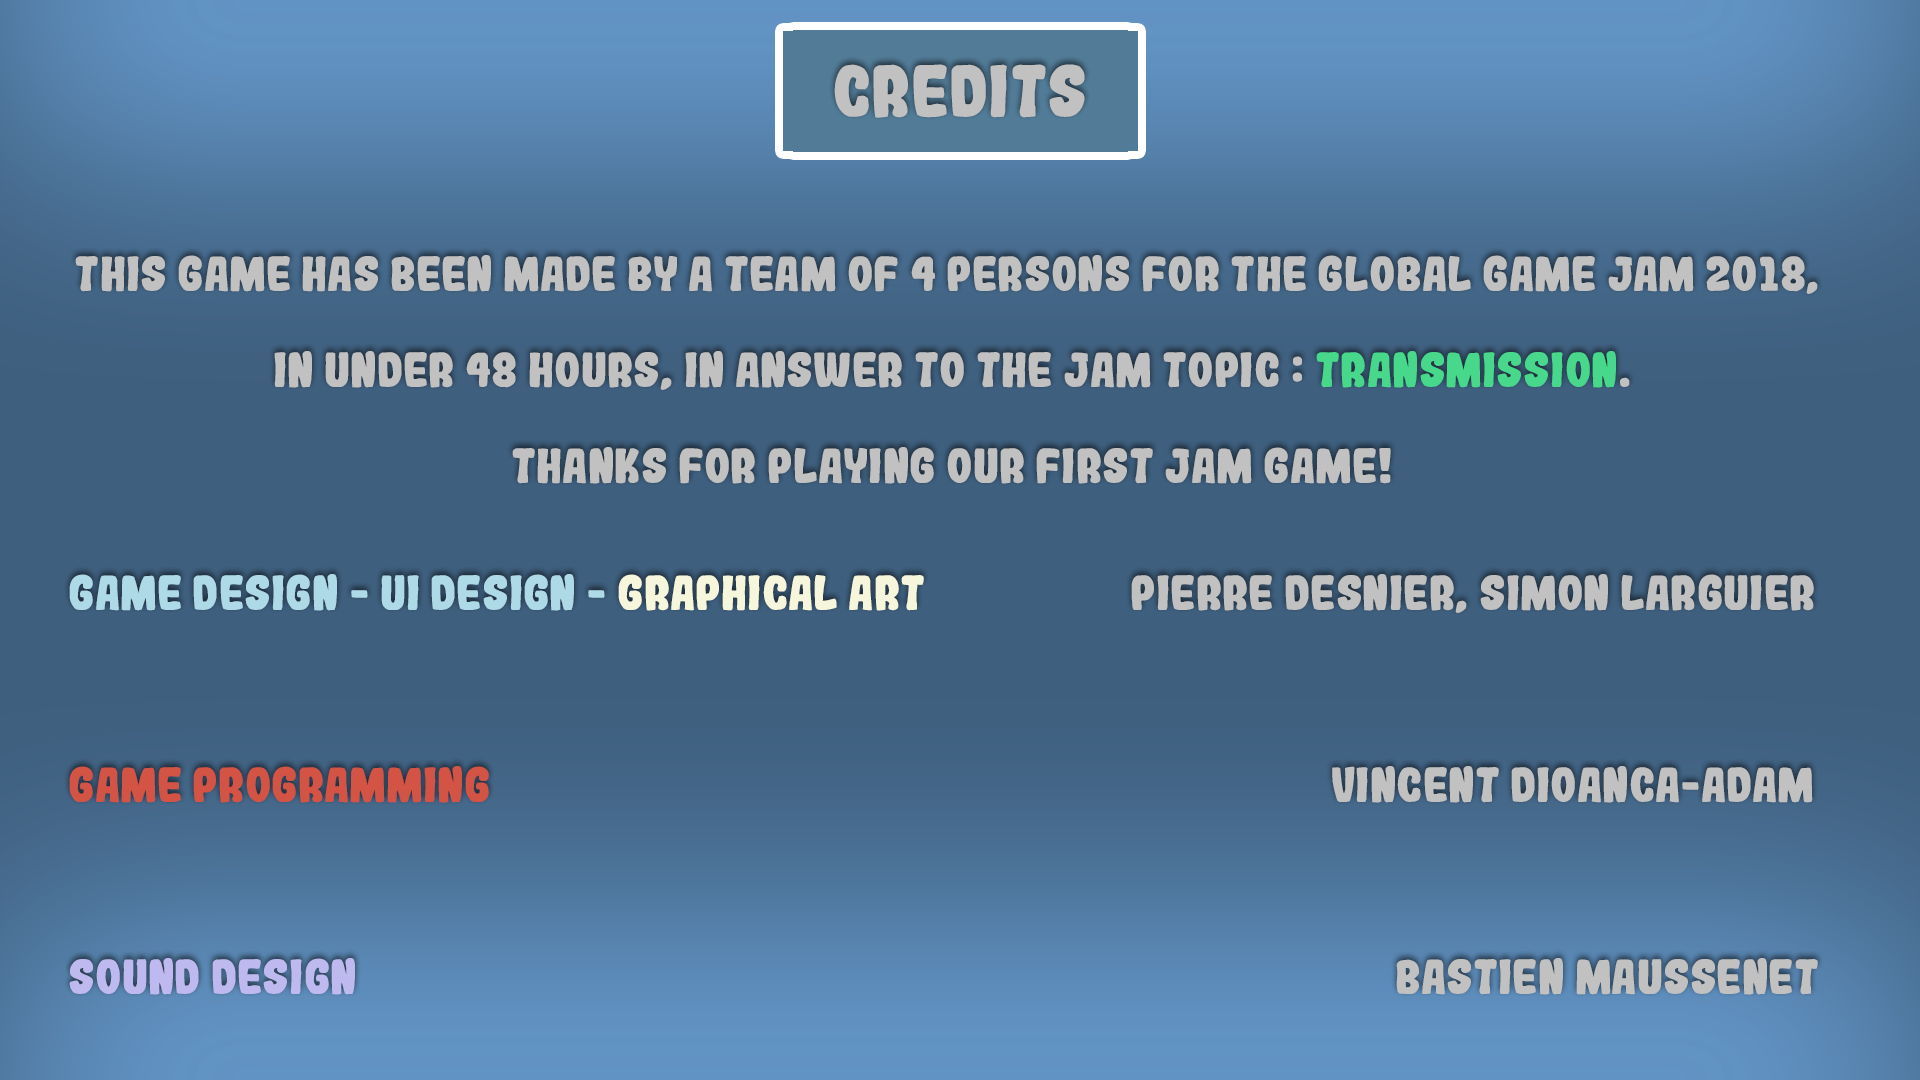 CREDITS
THIS GAME HAS BEEN MADE BY A TEAM OF 4 PERSONS FOR THE GLOBAL GAME JAM 2018,
IN UNDER 48 HOURS, IN ANSWER TO THE JAM TOPIC : TRANSMISSION.
THANKS FOR PLAYING OUR FIRST JAM GAME!
GAME DESIGN - UI DESIGN - GRAPHICAL ART PIERRE DESNIER, SIMON LARGUIER
GAME PROGRAMMING VINCENT DIOANCA-ADAM
SOUND DESIGN BASTIEN MAUSSENET